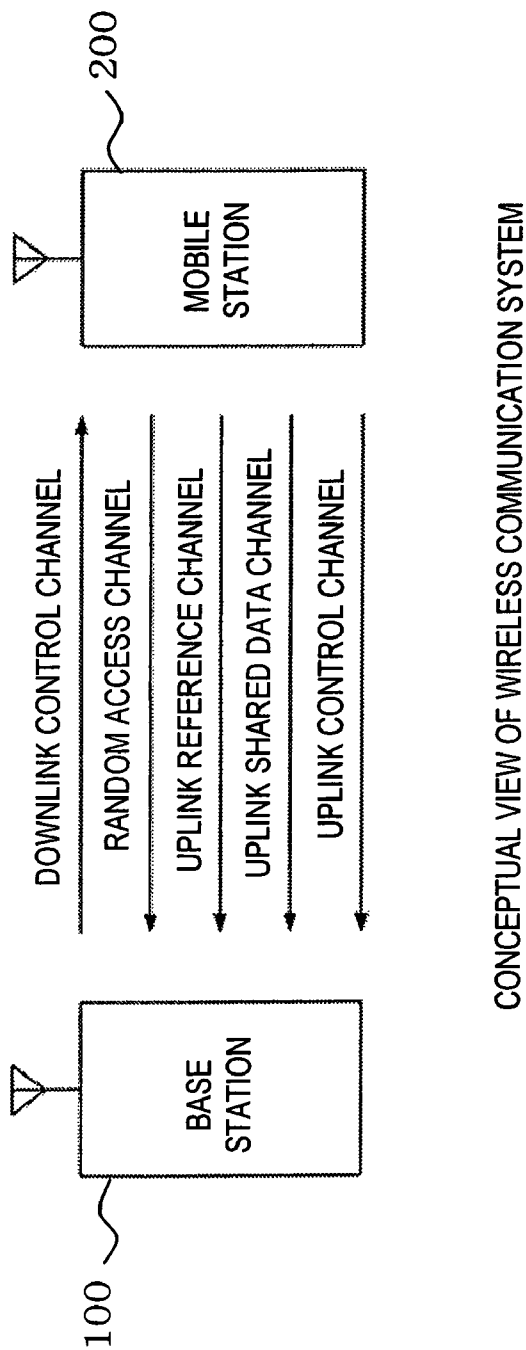 100
BASE
STATION
DOWNLINK CONTROL CHANNEL
RANDOM ACCESS CHANNEL
UPLINK REFERENCE CHANNEL
UPLINK SHARED DATA CHANNEL
UPLINK CONTROL CHANNEL
MOBILE
STATION
200
CONCEPTUAL VIEW OF WIRELESS COMMUNICATION SYSTEM